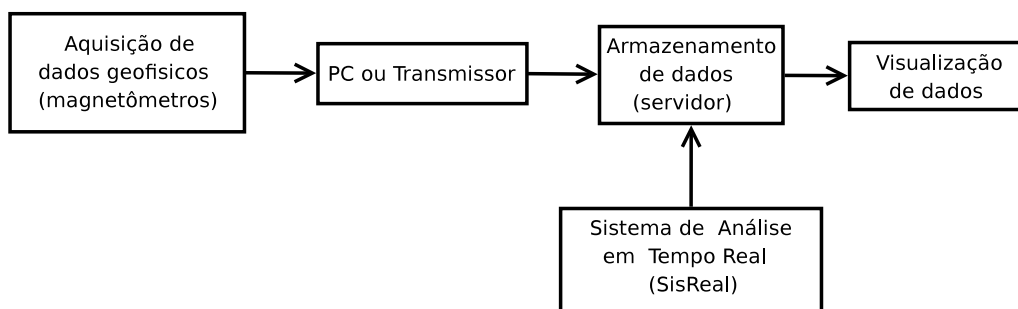 Aquisição de
dados geofisicos
(magnetômetros)
PC ou Transmissor
Armazenamento
de dados
(servidor)
Visualização
de dados
Sistema de Análise
em Tempo Real
(SisReal)